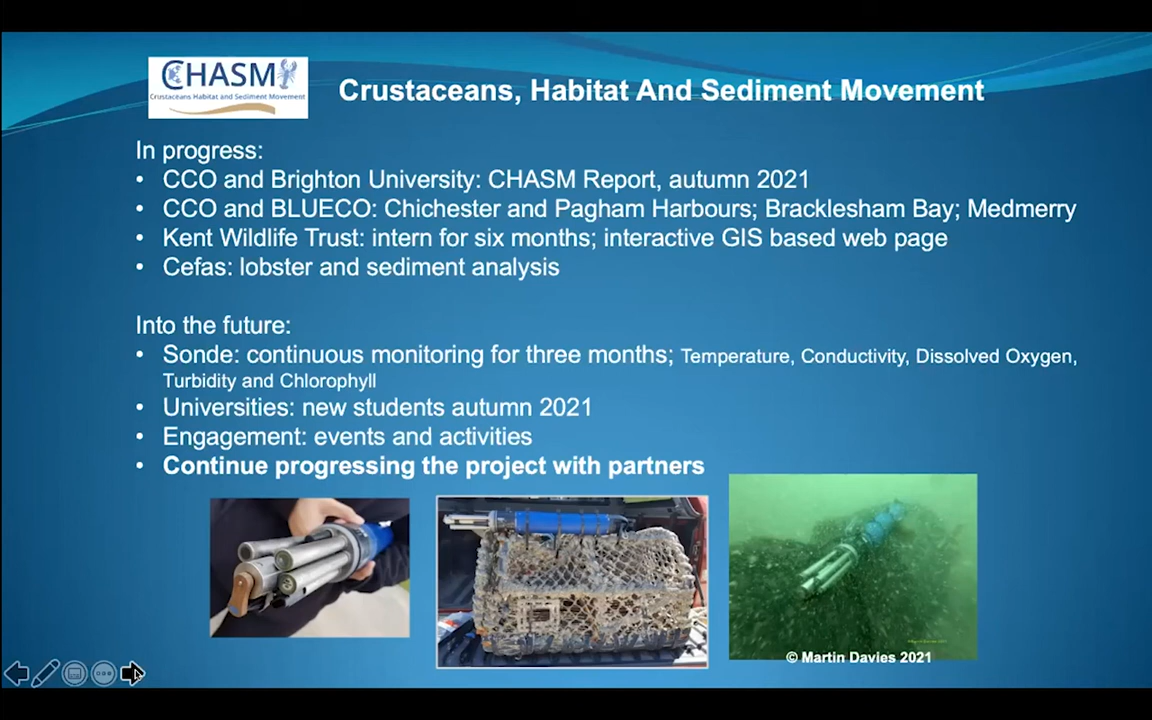 CHASM
Crustaceans Habitat and Sediment Movement
Crustaceans, Habitat And Sediment Movement
In progress:
• CCO and Brighton University: CHASM Report, autumn 2021
• CCO and BLUECO: Chichester and Pagham Harbours; Bracklesham Bay; Medmerry
• Kent Wildlife Trust: intern for six months; interactive GIS based web page
• Cefas: lobster and sediment analysis
Into the future:
• Sonde: continuous monitoring for three months; Temperature, Conductivity, Dissolved Oxygen,
Turbidity and Chlorophyll
• Universities: new students autumn 2021
• Engagement: events and activities
• Continue progressing the project with partners
© Martin Davies 2021